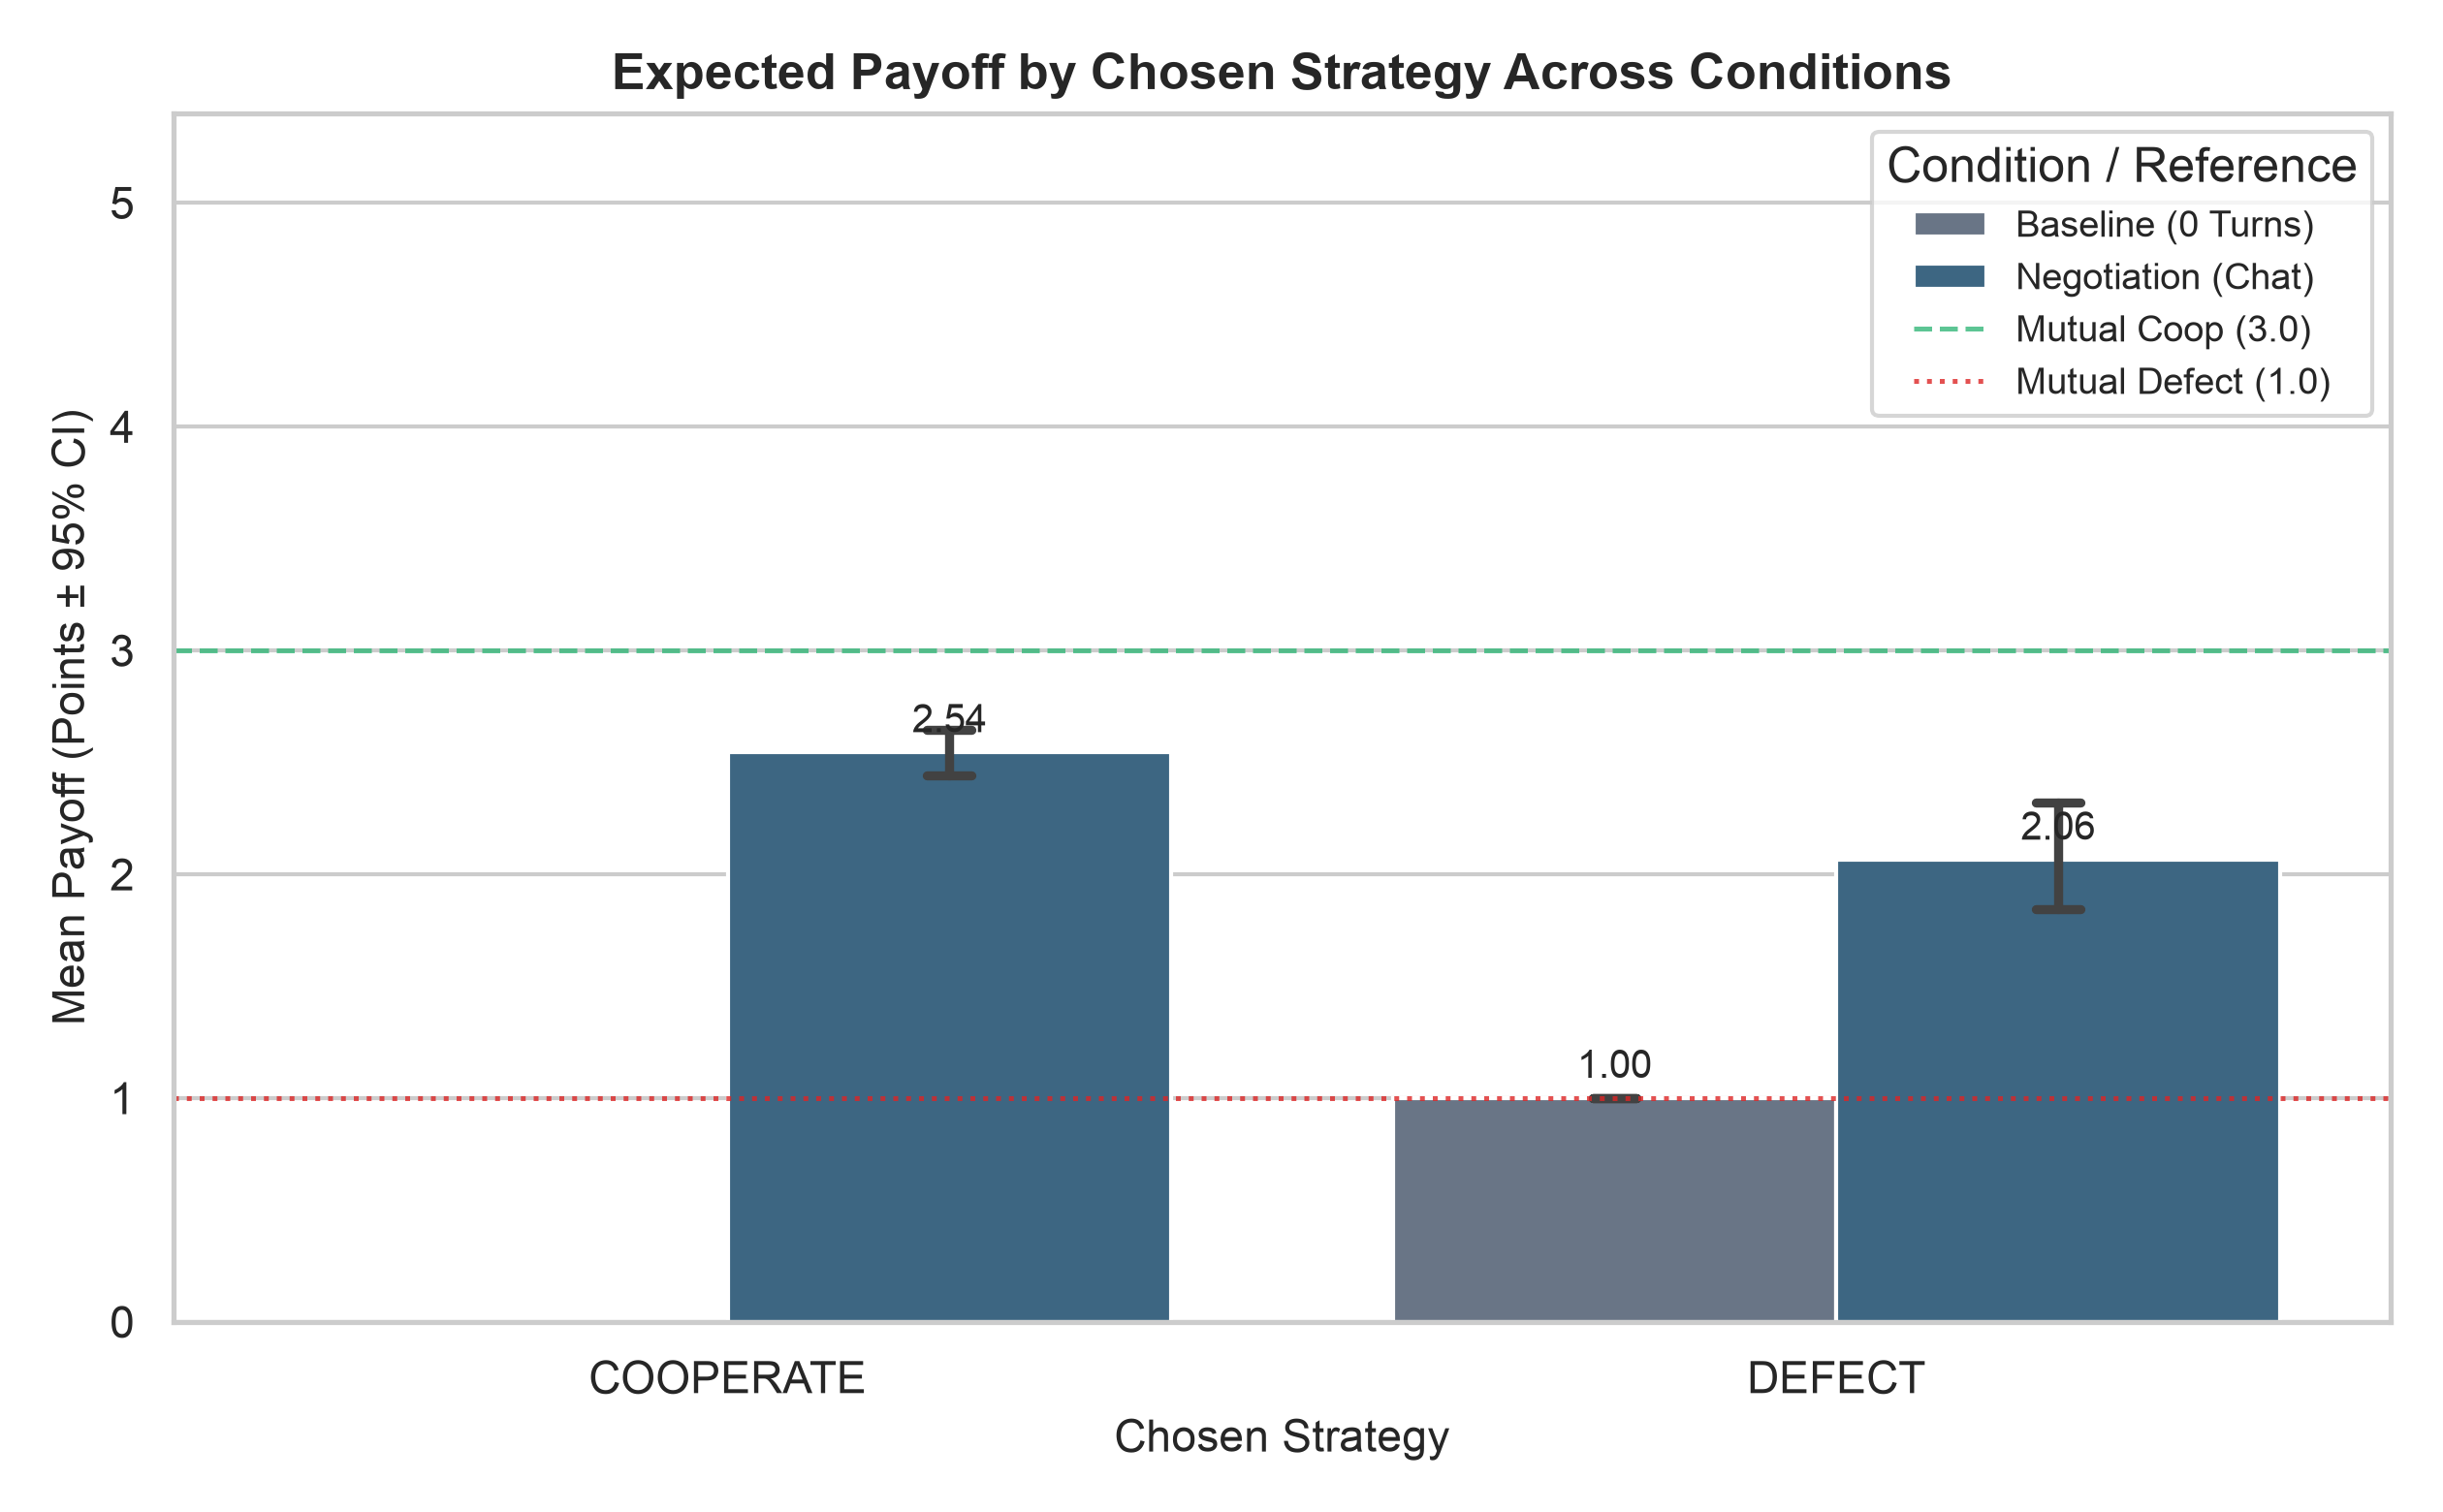 Expected Payoff by Chosen Strategy Across Conditions
Condition / Reference
Baseline (0 Turns)
Negotiation (Chat)
Mutual Coop (3.0)
Mutual Defect (1.0)
Mean Payoff (Points ± 95% CI)
5
4
3
2
1
0
2.54
1.00
2.06
COOPERATE
DEFECT
Chosen Strategy